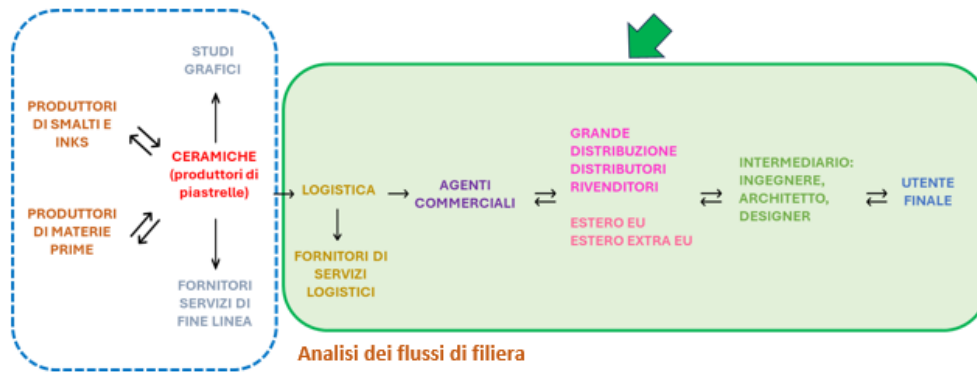 STUDI
GRAFICI
PRODUTTORI
DI SMALTI E
INKS
CERAMICHE
(produttori di
piastrelle)
PRODUTTORI
DI MATERIE
PRIME
FORNITORI
SERVIZI DI
FINE LINEA
LOGISTICA
FORNITORI DI
SERVIZI
LOGISTICI
AGENTI
COMMERCIALI
GRANDE
DISTRIBUZIONE
DISTRIBUTORI
RIVENDITORI
ESTERO EU
ESTERO EXTRA EU
INTERMEDIARIO:
INGEGNERE,
ARCHITETTO,
DESIGNER
UTENTE
FINALE
Analisi dei flussi di filiera